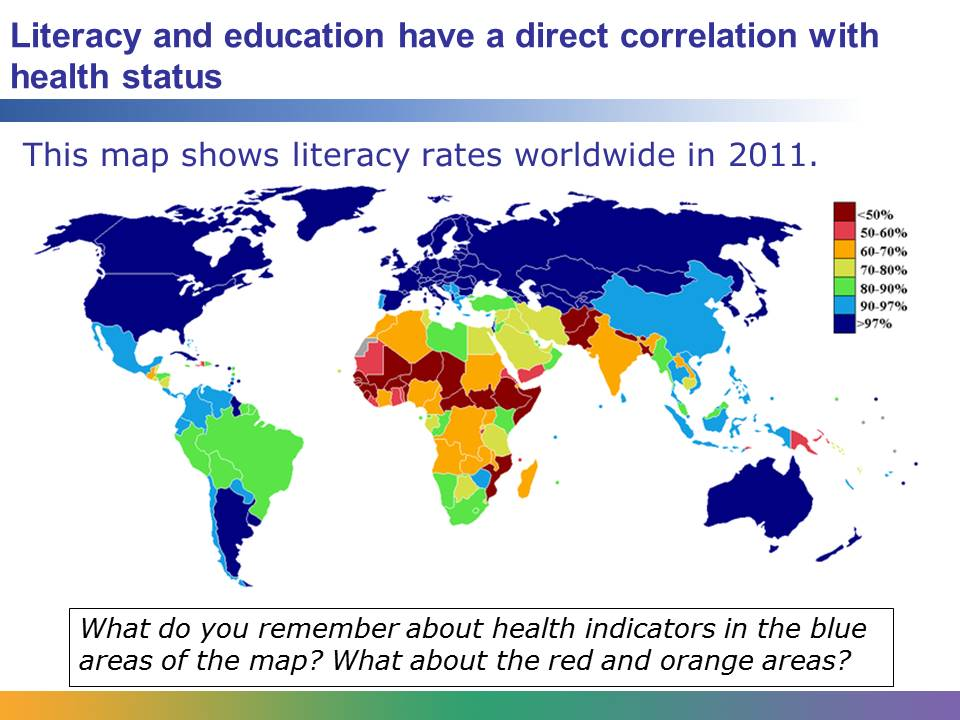 Literacy and education have a direct correlation with
health status
This map shows literacy rates worldwide in 2011.
<50%
50-60%
60-70%
70-80%
80-90%
90-97%
>97%
What do you remember about health indicators in the blue
areas of the map? What about the red and orange areas?